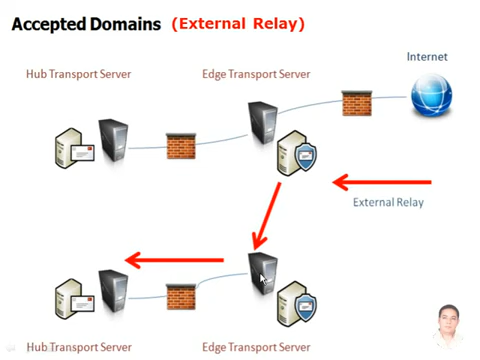 Accepted Domains (External Relay)
Internet
Hub Transport Server
Edge Transport Server
External Relay
Hub Transport Server
Edge Transport Server